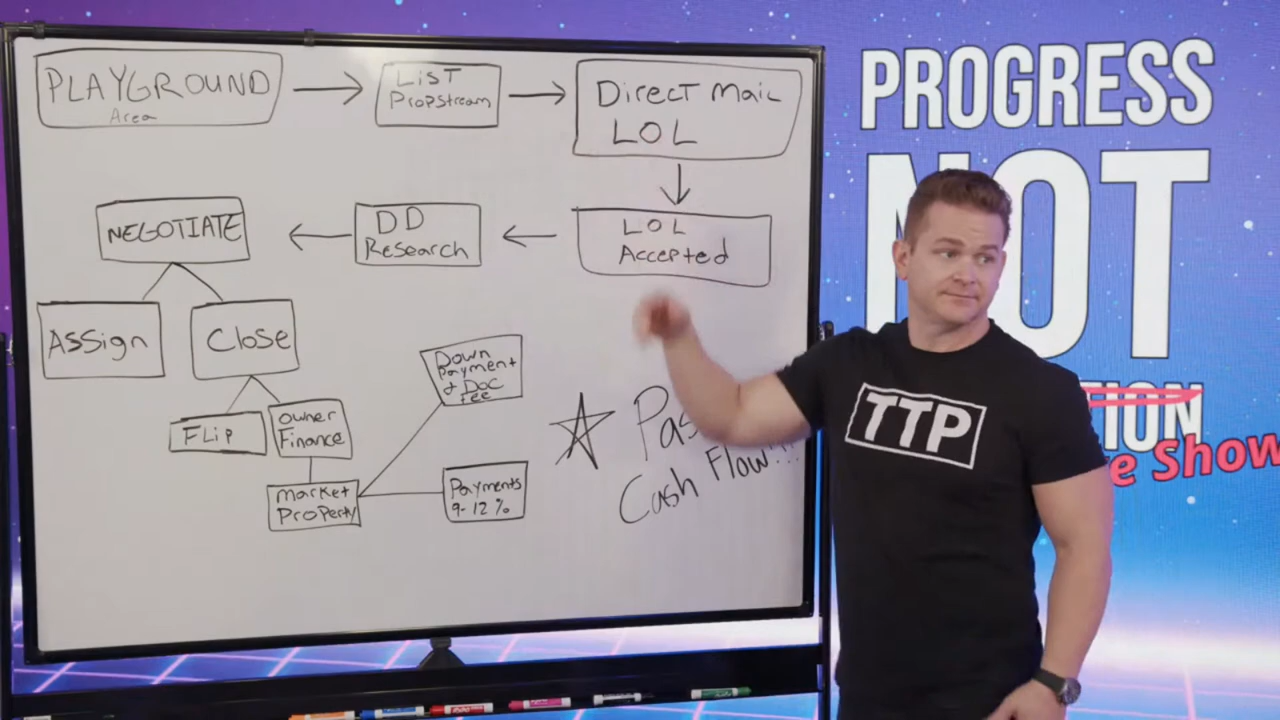 PLAYGROUND
Area
LiST
PropStream
DirecT Mail
LOL
LOL
Accepted
DD
Research
NEGOTIATE
Assign
Close
FLip
Owner
Finance
Market
Property
Down
Payment
& Doc
Fee
Payments
9-12%
Cash Flow!!!
PROGRESS
NOT
Show
TTP